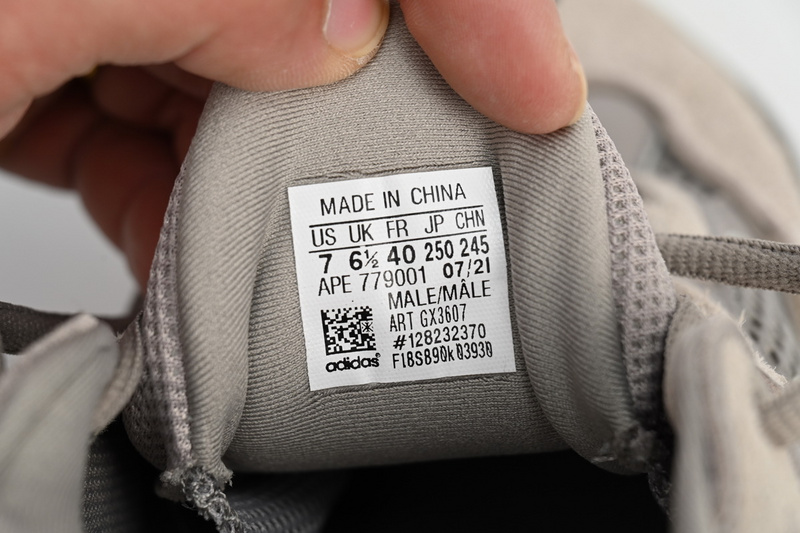 MADE IN CHINA
US UK FR JP CHN
7 6½ 40 250 245
APE 779001 07/21
MALE/MÂLE
ART GX3607
#128232370
F18S890k03930
adidas®